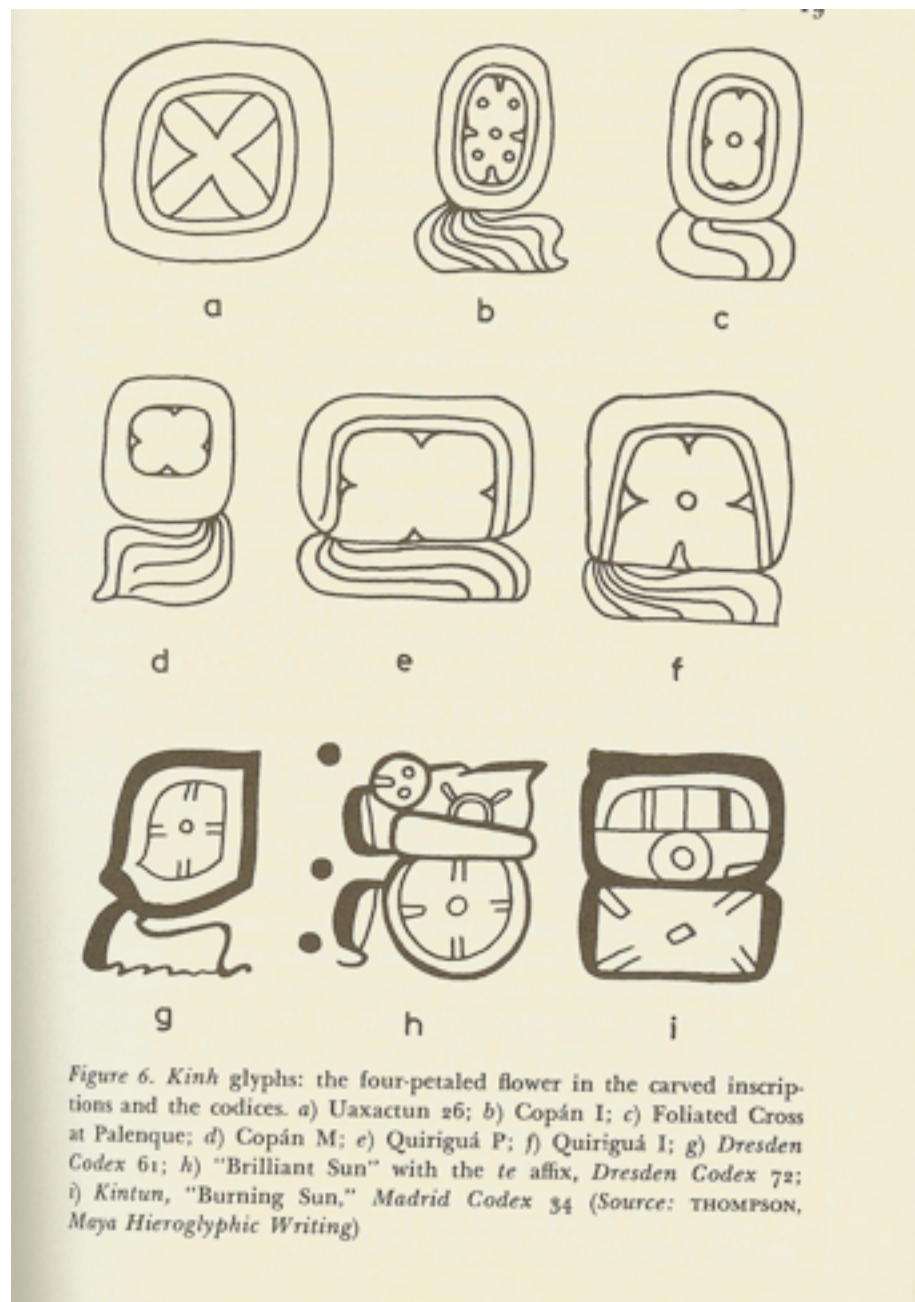 a
b
c
d
e
f
g
h
i
Figure 6. Kinh glyphs: the four-petaled flower in the carved inscrip-
tions and the codices. a) Uaxactun 26; b) Copán I; c) Foliated Cross
at Palenque; d) Copán M; e) Quiriguá P; f) Quiriguá I; g) Dresden
Codex 61; h) "Brilliant Sun" with the te affix, Dresden Codex 72;
i) Kintun, "Burning Sun," Madrid Codex 34 (Source: THOMPSON,
Maya Hieroglyphic Writing)